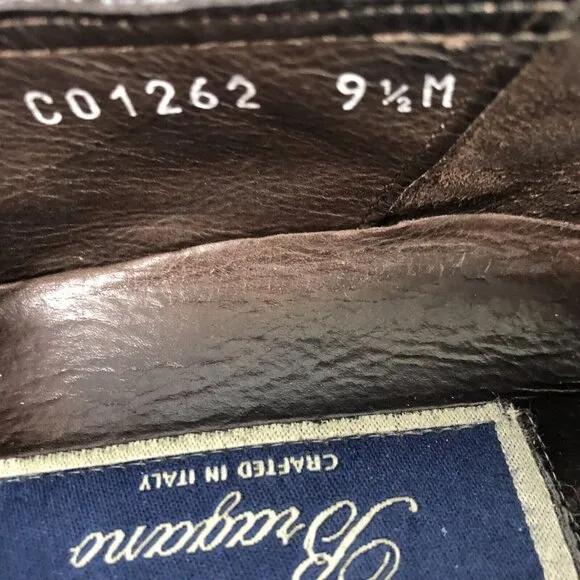 C01262 9½M
Bragano
CRAFTED IN ITALY